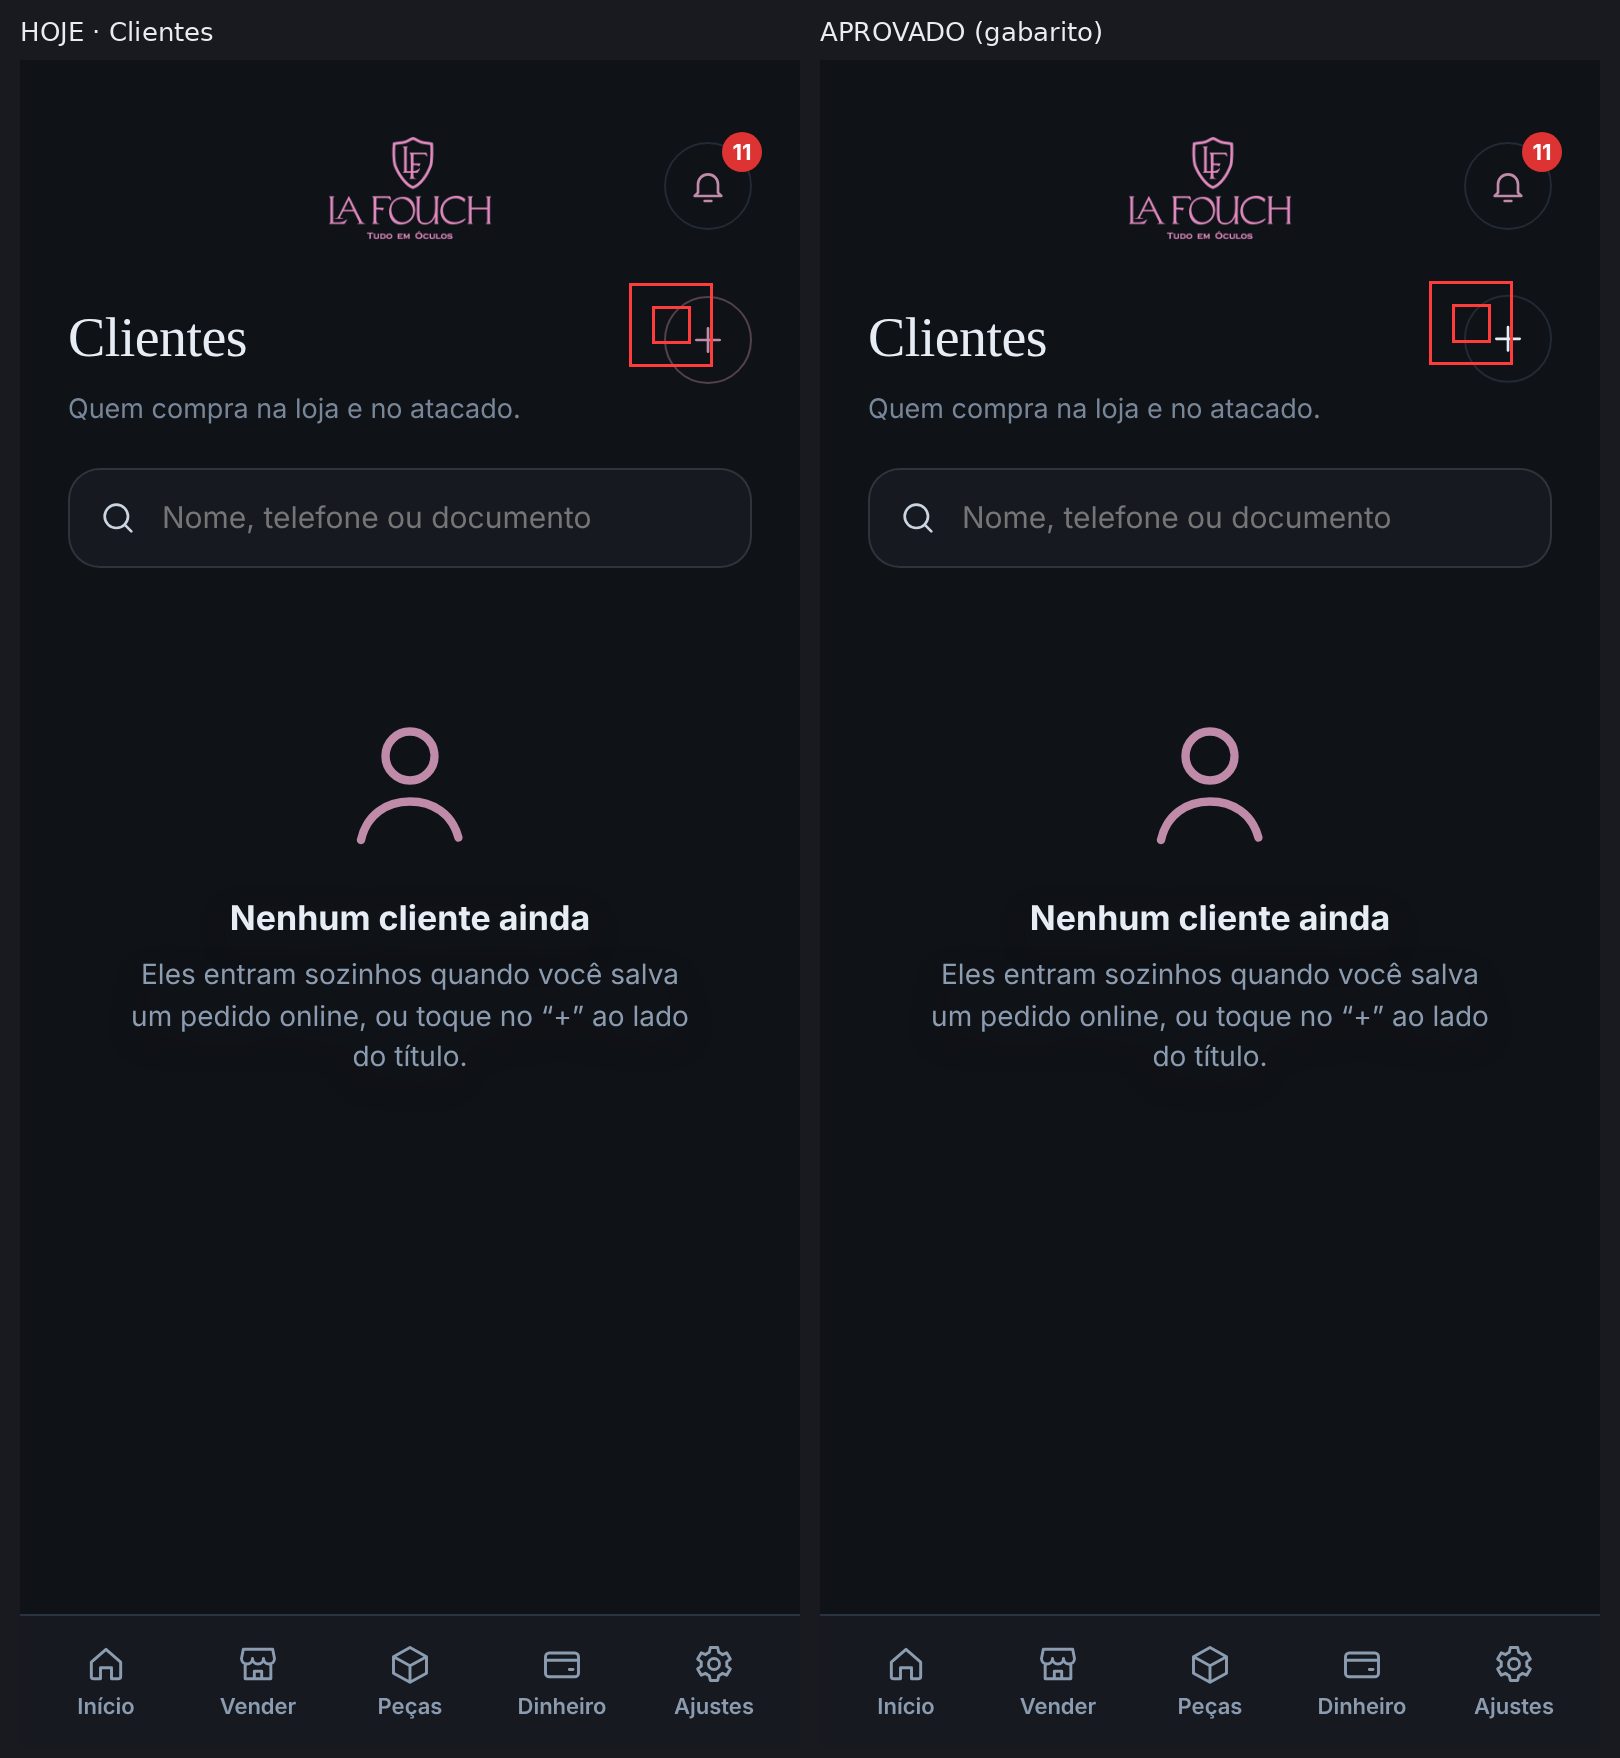 HOJE · Clientes
LF
LA FOUCH
TUDO EM ÓCULOS
11
Clientes
Quem compra na loja e no atacado.
Nome, telefone ou documento
Nenhum cliente ainda
Eles entram sozinhos quando você salva
um pedido online, ou toque no “+” ao lado
do título.
Início
Vender
Peças
Dinheiro
Ajustes
APROVADO (gabarito)
LF
LA FOUCH
TUDO EM ÓCULOS
11
Clientes
Quem compra na loja e no atacado.
Nome, telefone ou documento
Nenhum cliente ainda
Eles entram sozinhos quando você salva
um pedido online, ou toque no “+” ao lado
do título.
Início
Vender
Peças
Dinheiro
Ajustes